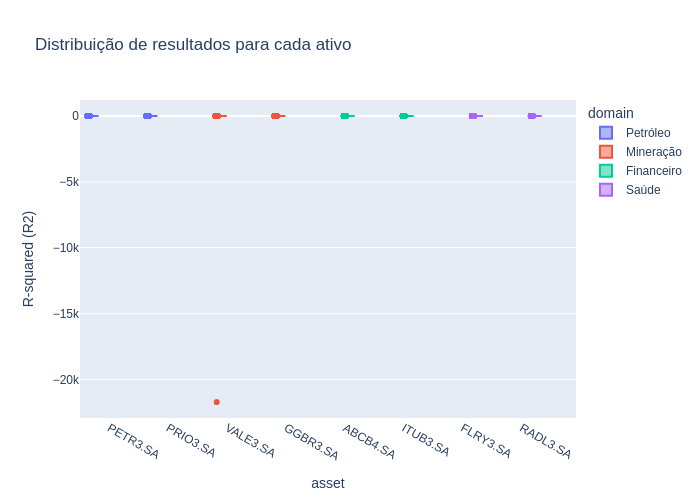 Distribuição de resultados para cada ativo
R-squared (R2)
0
−5k
−10k
−15k
−20k
PETR3.SA
PRIO3.SA
VALE3.SA
GGBR3.SA
ABCB4.SA
ITUB3.SA
FLRY3.SA
RADL3.SA
asset
domain
Petróleo
Mineração
Financeiro
Saúde